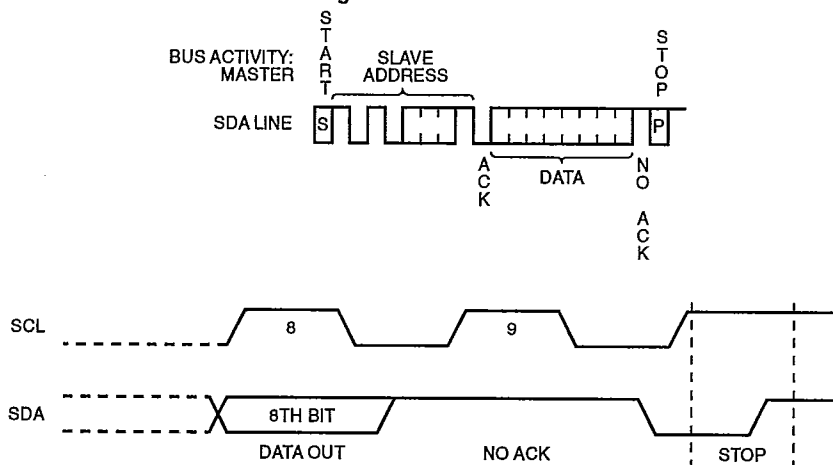 g
START
BUS ACTIVITY:
MASTER
SLAVE
ADDRESS
STOP
SDA LINE
S
P
ACK
DATA
NO ACK
SCL
8
9
SDA
8TH BIT
DATA OUT
NO ACK
STOP